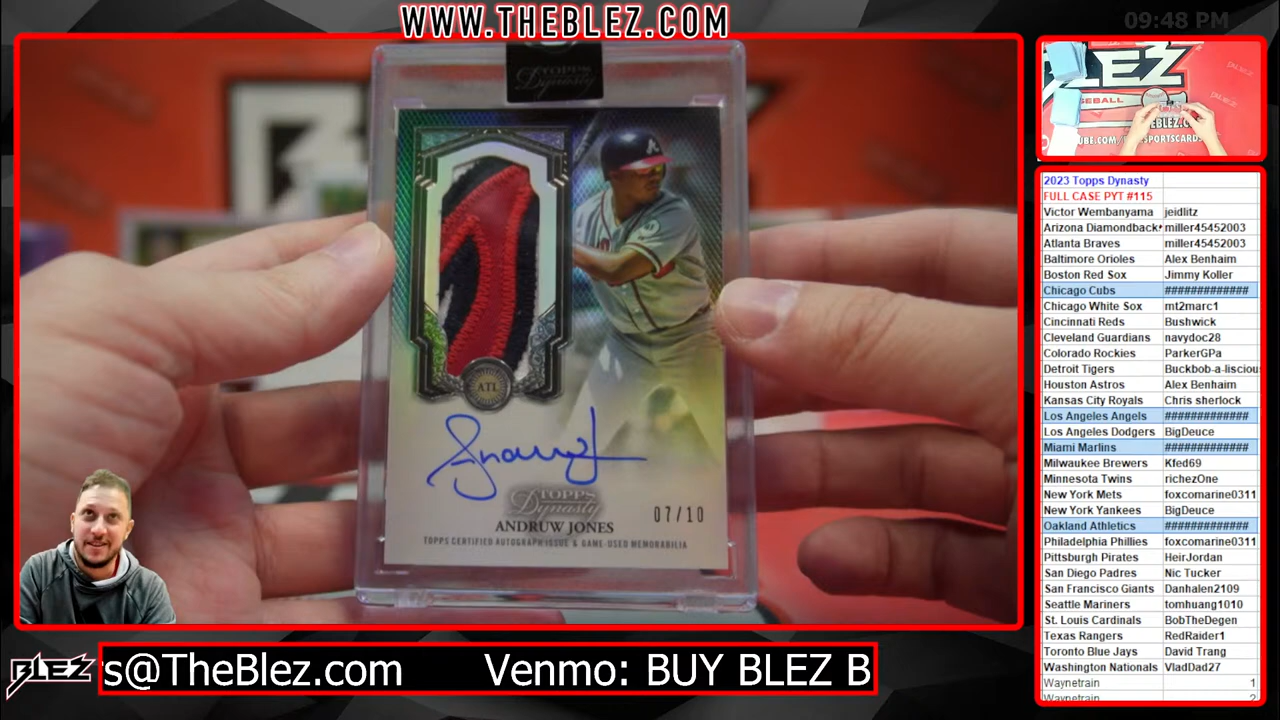 WWW.THEBLEZ.COM
09:48 PM
TOPPS
Dynasty
ATL
TOPPS
Dynasty
07/10
ANDRUW JONES
TOPPS CERTIFIED AUTOGRAPH ISSUE & GAME-USED MEMORABILIA
BLEZ
BASEBALL
2023 Topps Dynasty
FULL CASE PYT #115
Victor Wembanyama jeidlitz
Arizona Diamondback miller45452003
Atlanta Braves miller45452003
Baltimore Orioles Alex Benhaim
Boston Red Sox Jimmy Koller
Chicago Cubs #############
Chicago White Sox mt2marc1
Cincinnati Reds Bushwick
Cleveland Guardians navydoc28
Colorado Rockies ParkerGPa
Detroit Tigers Buckbob-a-liscious
Houston Astros Alex Benhaim
Kansas City Royals Chris sherlock
Los Angeles Angels #############
Los Angeles Dodgers BigDeuce
Miami Marlins #############
Milwaukee Brewers Kfed69
Minnesota Twins richezOne
New York Mets foxcomarine0311
New York Yankees BigDeuce
Oakland Athletics #############
Philadelphia Phillies foxcomarine0311
Pittsburgh Pirates HeirJordan
San Diego Padres Nic Tucker
San Francisco Giants Danhalen2109
Seattle Mariners tomhuang1010
St. Louis Cardinals BobTheDegen
Texas Rangers RedRaider1
Toronto Blue Jays David Trang
Washington Nationals VladDad27
Waynetrain 1
Waynetrain 2
BLEZ
s@TheBlez.com Venmo: BUY BLEZ B